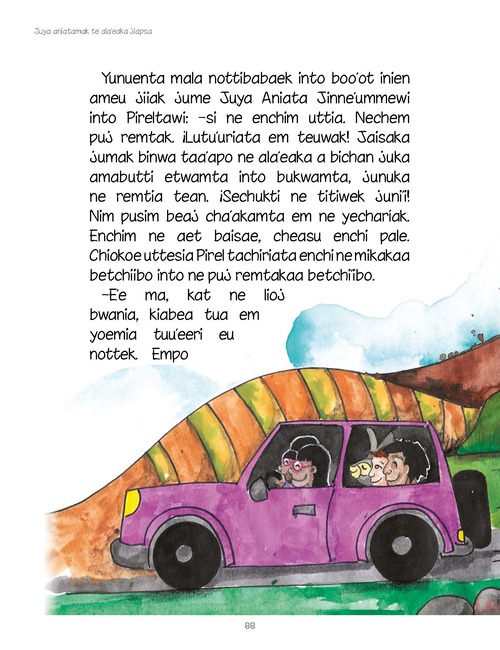 Juya aniatamak te ala'eaka Siapsa
Yunuenta mala nottibabaek into boo'ot inien
ameu jiiak jume Juya Aniata Jinne'ummewi
into Pireltawi: –si ne enchim uttia. Nechem
puj remtak. ¡Lutu'uriata em teuwak! Jaisaka
jumak binwa taa'apo ne ala'eaka a bichan juka
amabutti etwamta into bukwamta, junuka
ne remtia tean. ¡Sechukti ne titiwek junii!
Nim pusim beaj cha'akamta em ne yechariak.
Enchim ne aet baisae, cheasu enchi pale.
Chiokoe uttesia Pirel tachiriata enchi ne mikakaa
betchiibo into ne puj remtakaa betchiibo.
–E'e ma, kat ne lioj
bwania, kiabea tua em
yoemia tuu'eeri eu
nottek. Empo
88